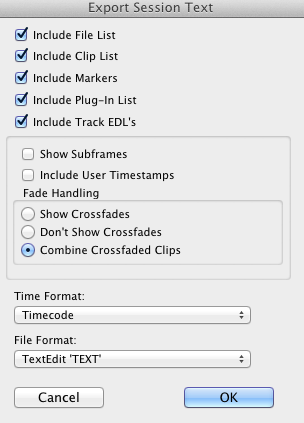 Export Session Text
Include File List
Include Clip List
Include Markers
Include Plug-In List
Include Track EDL's
Show Subframes
Include User Timestamps
Fade Handling
Show Crossfades
Don't Show Crossfades
Combine Crossfaded Clips
Time Format:
Timecode
File Format:
TextEdit 'TEXT'
Cancel OK